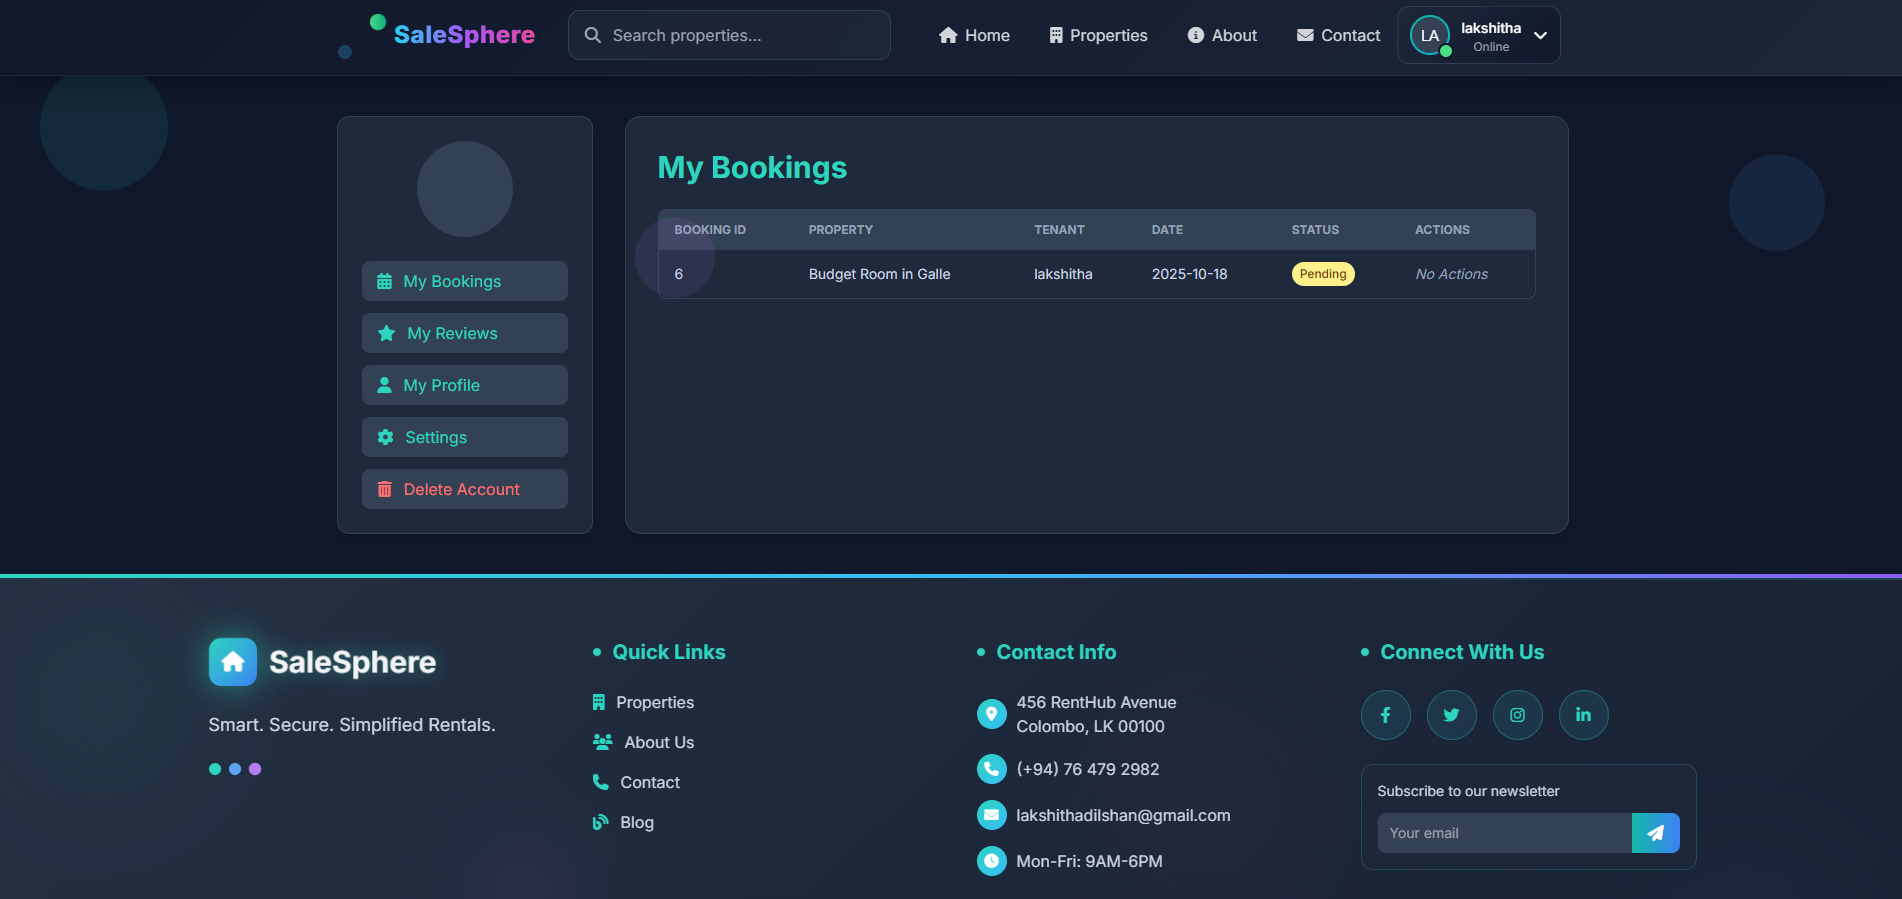 SaleSphere
Search properties...
Home
Properties
About
Contact
LA
lakshitha
Online
My Bookings
My Reviews
My Profile
Settings
Delete Account
My Bookings
BOOKING ID PROPERTY TENANT DATE STATUS ACTIONS
6 Budget Room in Galle lakshitha 2025-10-18 Pending No Actions
SaleSphere
Smart. Secure. Simplified Rentals.
Quick Links
Properties
About Us
Contact
Blog
Contact Info
456 RentHub Avenue
Colombo, LK 00100
(+94) 76 479 2982
lakshithadilshan@gmail.com
Mon-Fri: 9AM-6PM
Connect With Us
Subscribe to our newsletter
Your email